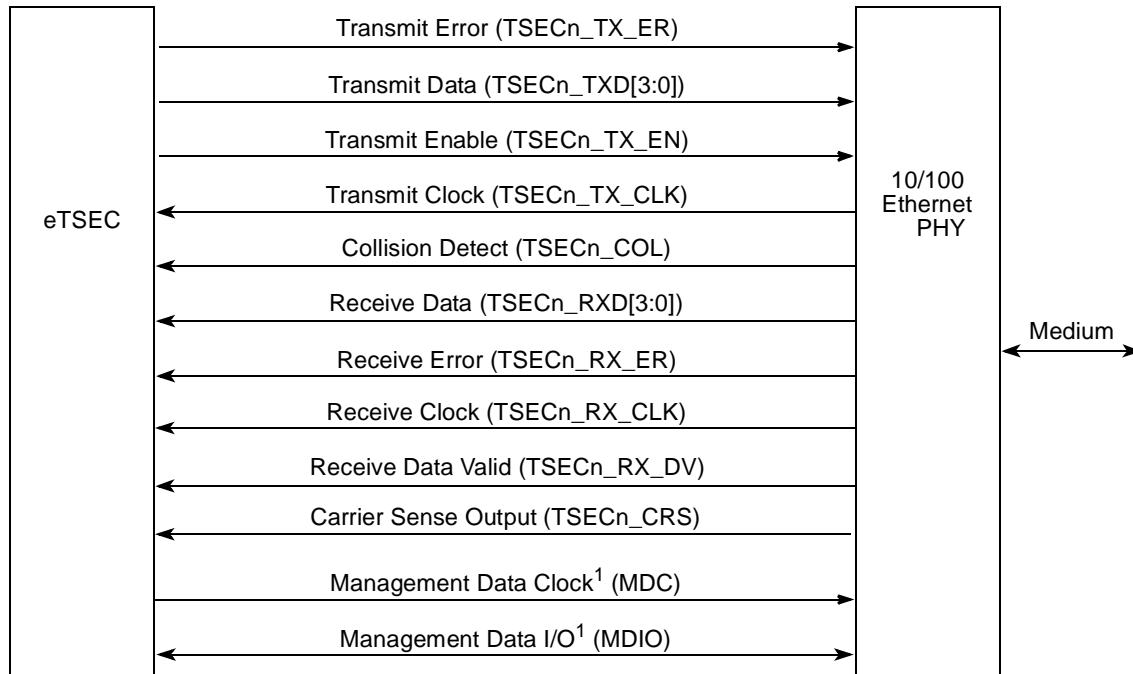 Transmit Error (TSECn_TX_ER)
Transmit Data (TSECn_TXD[3:0])
Transmit Enable (TSECn_TX_EN)
Transmit Clock (TSECn_TX_CLK)
Collision Detect (TSECn_COL)
Receive Data (TSECn_RXD[3:0])
Receive Error (TSECn_RX_ER)
Receive Clock (TSECn_RX_CLK)
Receive Data Valid (TSECn_RX_DV)
Carrier Sense Output (TSECn_CRS)
Management Data Clock¹ (MDC)
Management Data I/O¹ (MDIO)
eTSEC
10/100
Ethernet
PHY
Medium